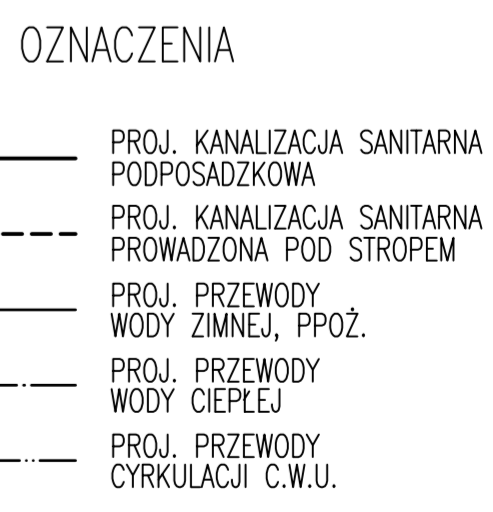 OZNACZENIA
PROJ. KANALIZACJA SANITARNA
PODPOSADZKOWA
PROJ. KANALIZACJA SANITARNA
PROWADZONA POD STROPEM
PROJ. PRZEWODY
WODY ZIMNEJ, PPOŻ.
PROJ. PRZEWODY
WODY CIEPŁEJ
PROJ. PRZEWODY
CYRKULACJI C.W.U.